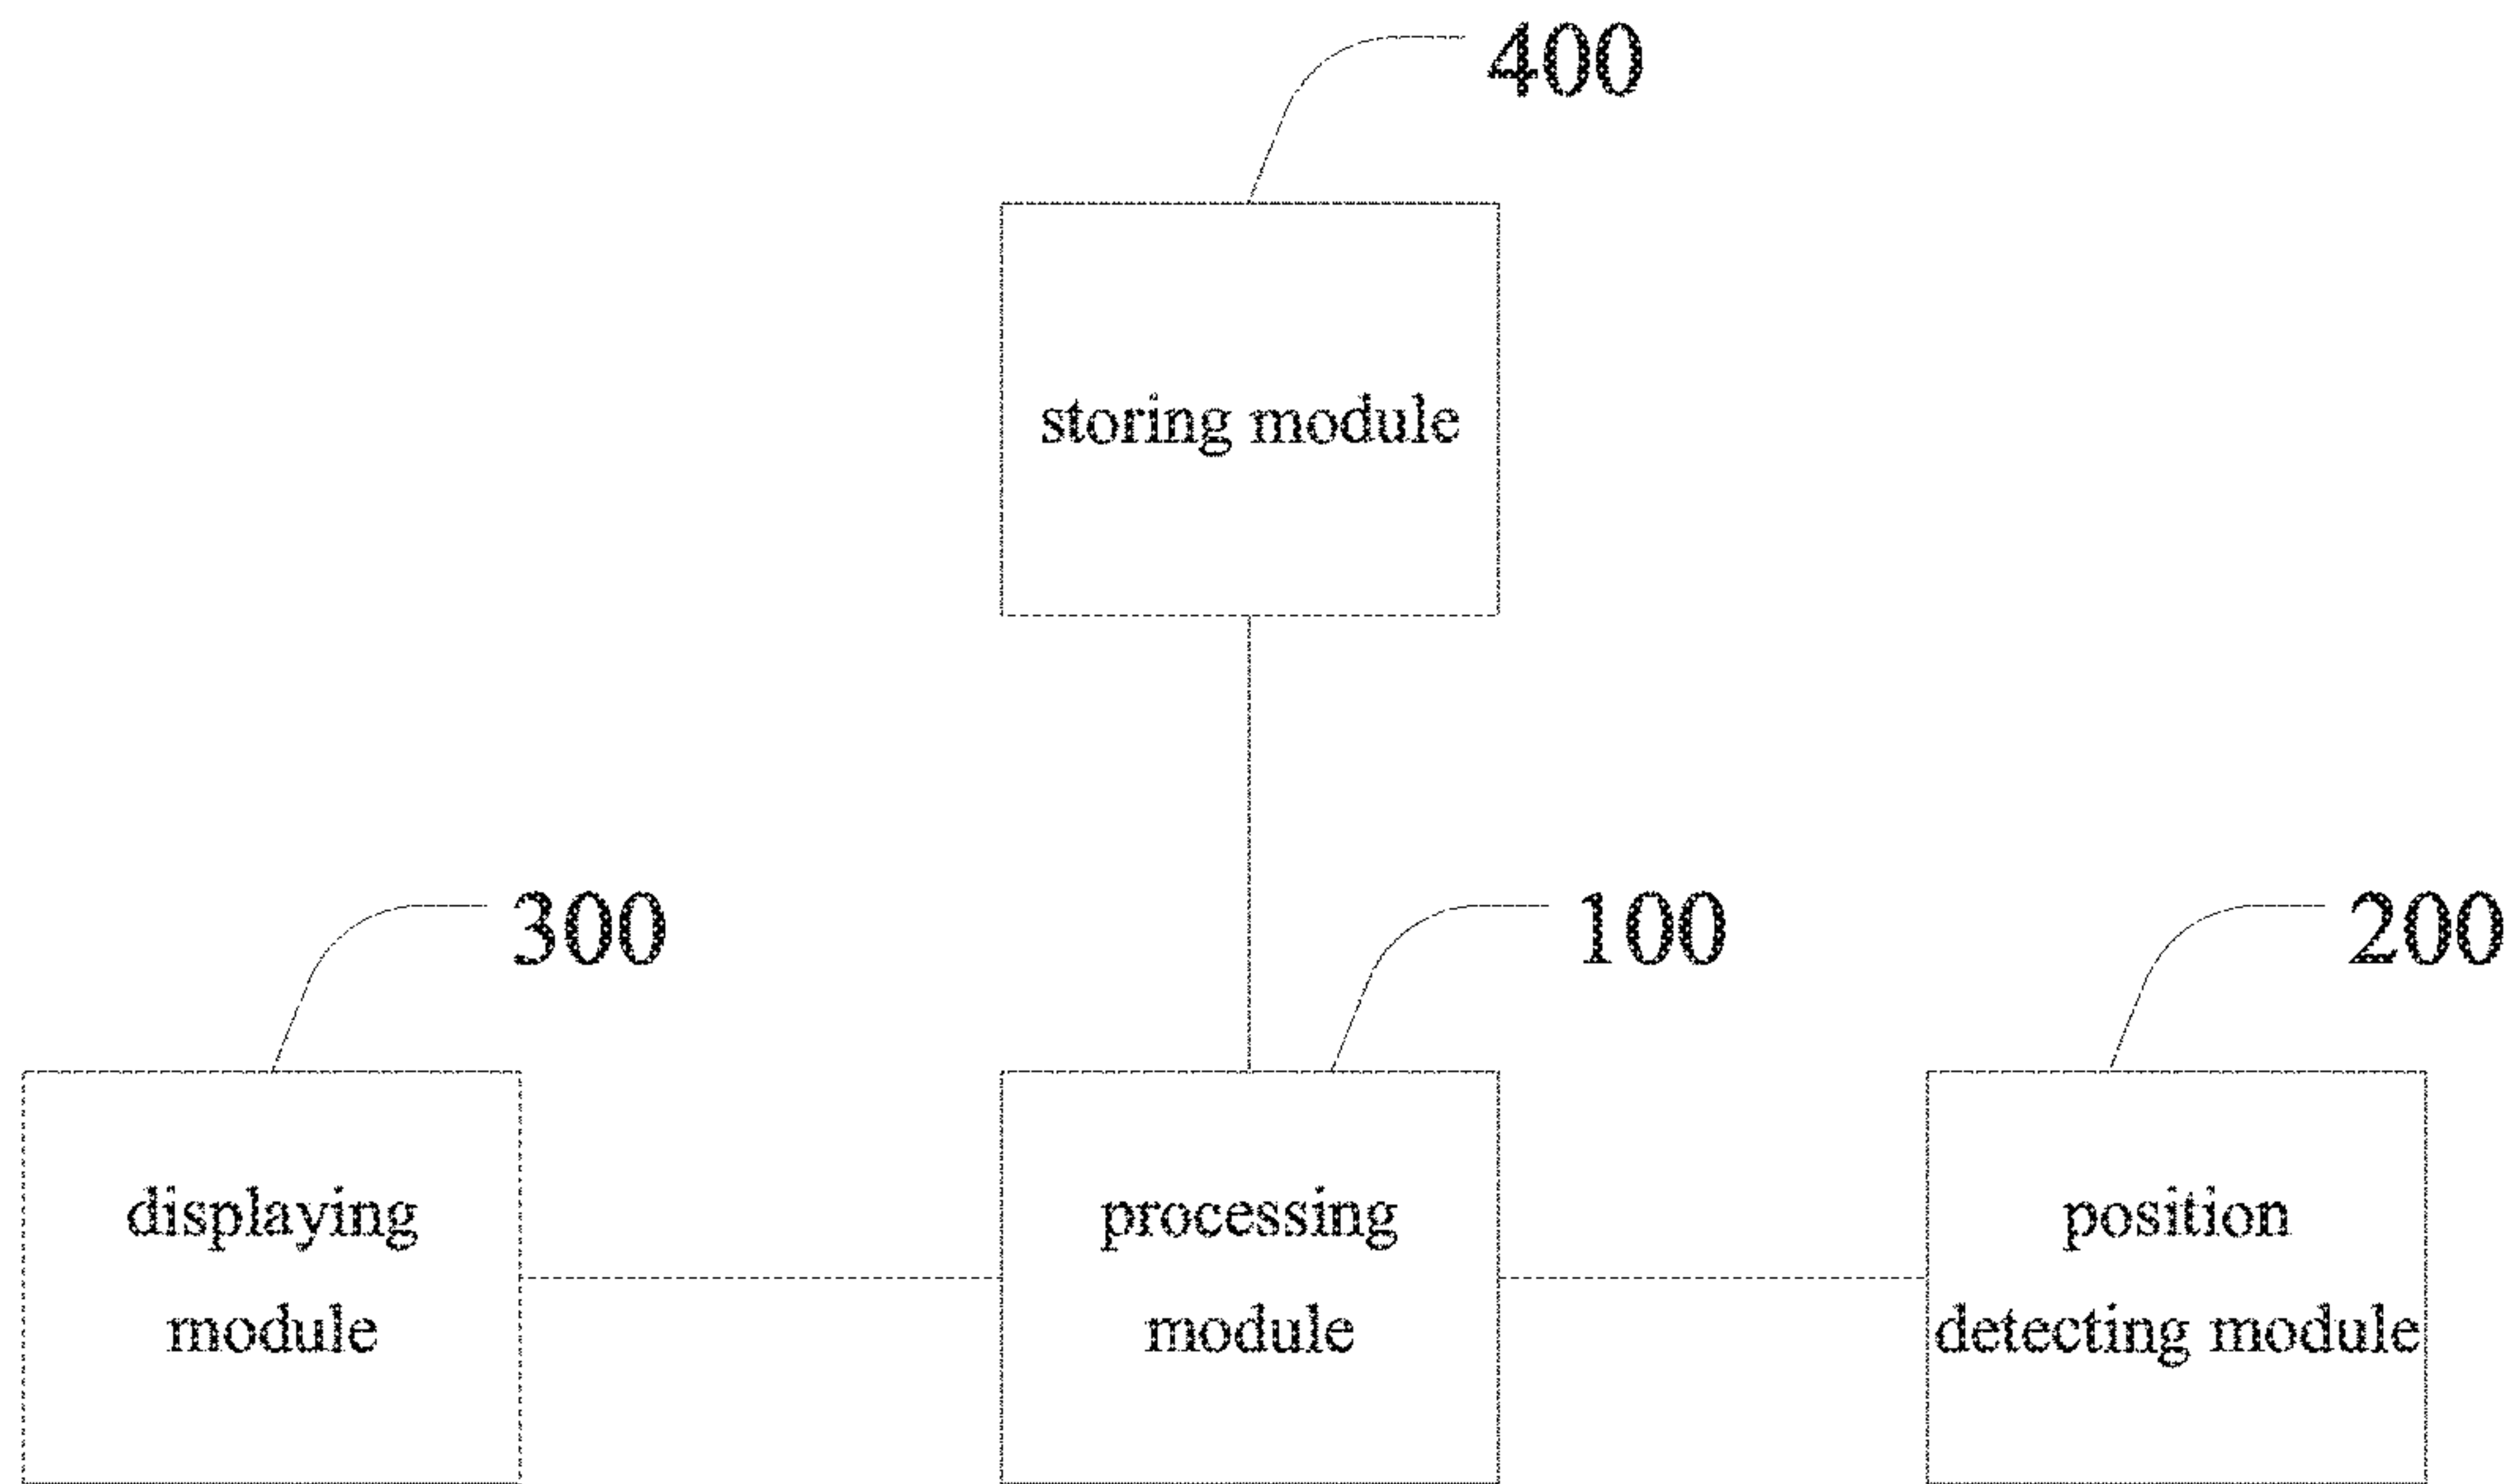 400
storing module
300
100
200
displaying
module
processing
module
position
detecting module